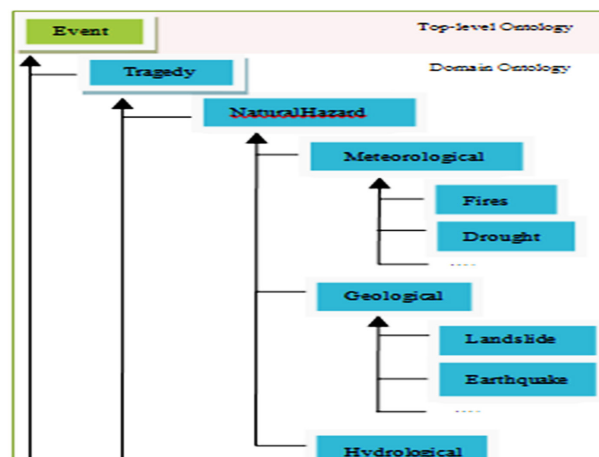 Event
Top-level Ontology
Tragedy
Domain Ontology
NaturalHazard
Meteorological
Fires
Drought
....
Geological
Landslide
Earthquake
....
Hydrological